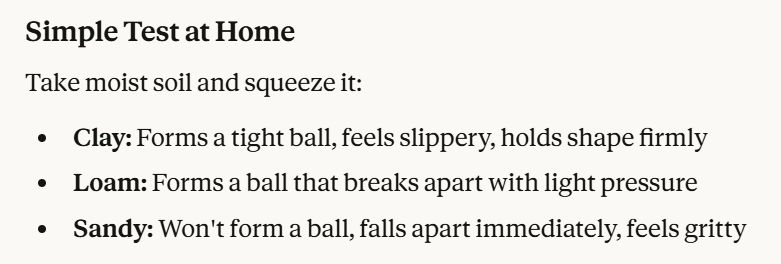 Simple Test at Home
Take moist soil and squeeze it:
• Clay: Forms a tight ball, feels slippery, holds shape firmly
• Loam: Forms a ball that breaks apart with light pressure
• Sandy: Won't form a ball, falls apart immediately, feels gritty